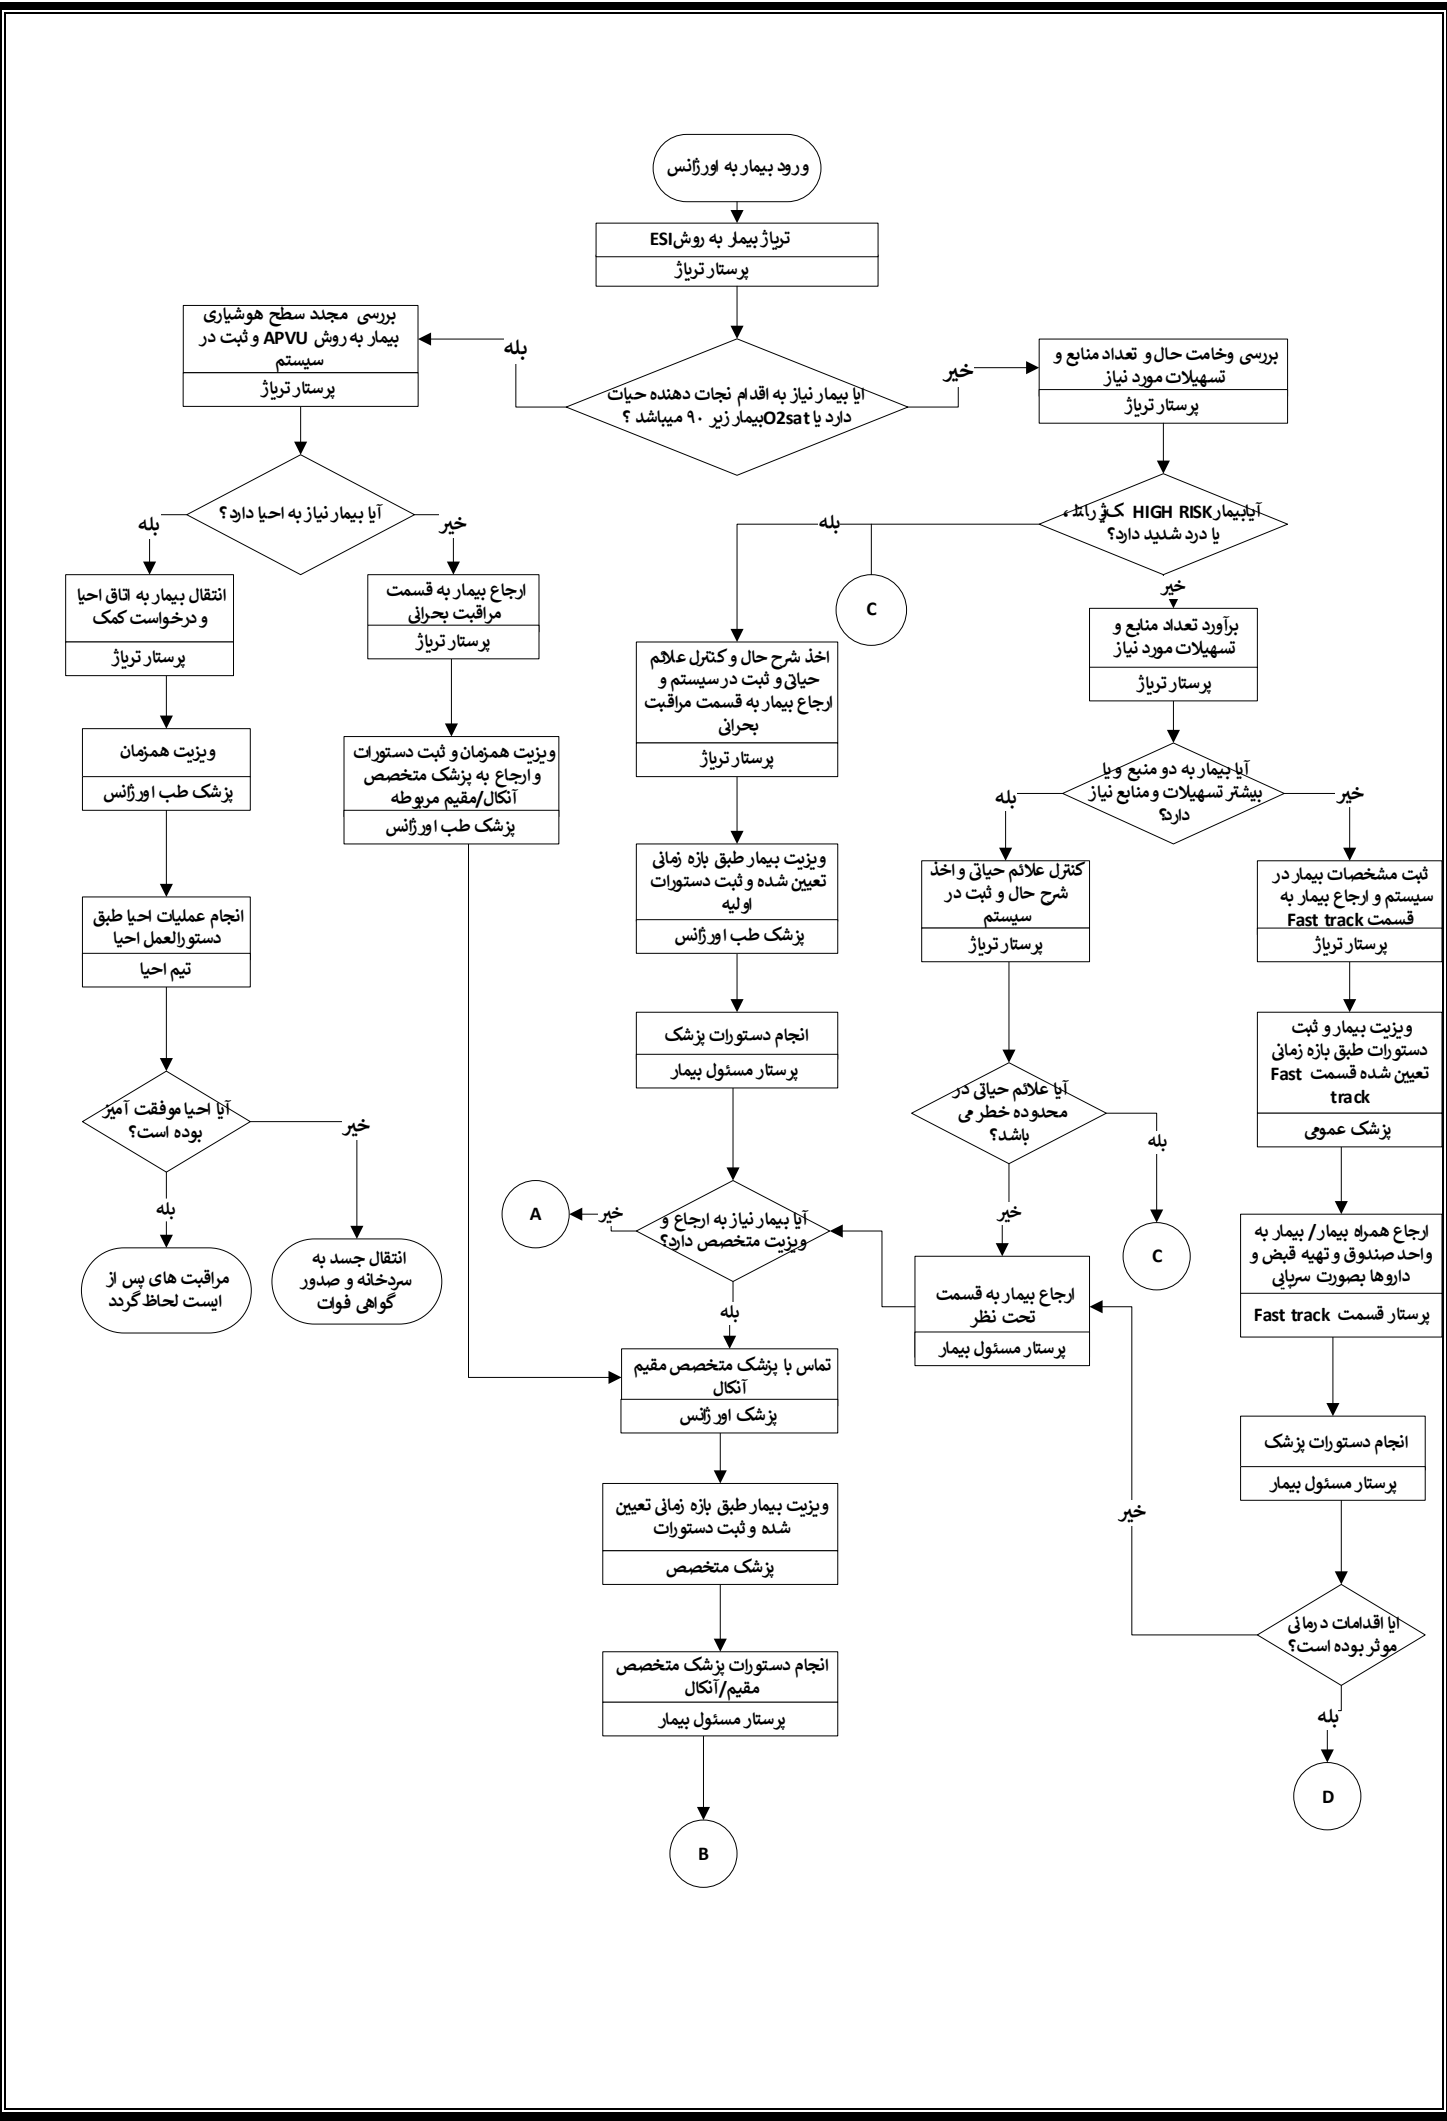 ورود بیمار به اورژانس
تریاژ بیمار به روش ESI
پرستار تریاژ
ایا بیمار نیاز به اقدام نجات دهنده حیات
دارد یا O2sat بیمار زیر ۹۰ میباشد ؟
بله
خیر
بررسی مجدد سطح هوشیاری
بیمار به روش APVU و ثبت در
سیستم
پرستار تریاژ
آیا بیمار نیاز به احیا دارد ؟
بله
خیر
انتقال بیمار به اتاق احیا
و درخواست کمک
پرستار تریاژ
ویزیت همزمان
پزشک طب اورژانس
انجام عملیات احیا طبق
دستورالعمل احیا
تیم احیا
آیا احیا موفقت آمیز
بوده است؟
خیر
بله
انتقال جسد به
سردخانه و صدور
گواهی فوات
مراقبت های پس از
ایست لحاظ گردد
ارجاع بیمار به قسمت
مراقبت بحرانی
پرستار تریاژ
ویزیت همزمان و ثبت دستورات
و ارجاع به پزشک متخصص
آنکال/مقیم مربوطه
پزشک طب اورژانس
بررسی وخامت حال و تعداد منابع و
تسهیلات مورد نیاز
پرستار تریاژ
آیا بیمار HIGH RISK
یا درد شدید دارد؟
بله
خیر
C
اخذ شرح حال و کنترل علائم
حیاتی و ثبت در سیستم و
ارجاع بیمار به قسمت مراقبت
بحرانی
پرستار تریاژ
ویزیت بیمار طبق بازه زمانی
تعیین شده و ثبت دستورات
اولیه
پزشک طب اورژانس
انجام دستورات پزشک
پرستار مسئول بیمار
آیا بیمار نیاز به ارجاع و
ویزیت متخصص دارد؟
خیر
A
بله
تماس با پزشک متخصص مقیم
آنکال
پزشک اورژانس
ویزیت بیمار طبق بازه زمانی تعیین
شده و ثبت دستورات
پزشک متخصص
انجام دستورات پزشک متخصص
مقیم/آنکال
پرستار مسئول بیمار
B
برآورد تعداد منابع و
تسهیلات مورد نیاز
پرستار تریاژ
آیا بیمار به دو منبع و یا
بیشتر تسهیلات و منابع نیاز
دارد؟
بله
خیر
کنترل علائم حیاتی و اخذ
شرح حال و ثبت در
سیستم
پرستار تریاژ
آیا علائم حیاتی در
محدوده خطر می
باشد؟
بله
C
خیر
ارجاع بیمار به قسمت
تحت نظر
پرستار مسئول بیمار
ثبت مشخصات بیمار در
سیستم و ارجاع بیمار به
قسمت Fast track
پرستار تریاژ
ویزیت بیمار و ثبت
دستورات طبق بازه زمانی
تعیین شده قسمت Fast
track
پزشک عمومی
ارجاع همراه بیمار/ بیمار به
واحد صندوق و تهیه قبض و
داروها بصورت سرپایی
پرستار قسمت Fast track
انجام دستورات پزشک
پرستار مسئول بیمار
ایا اقدامات درمانی
موثر بوده است؟
خیر
بله
D